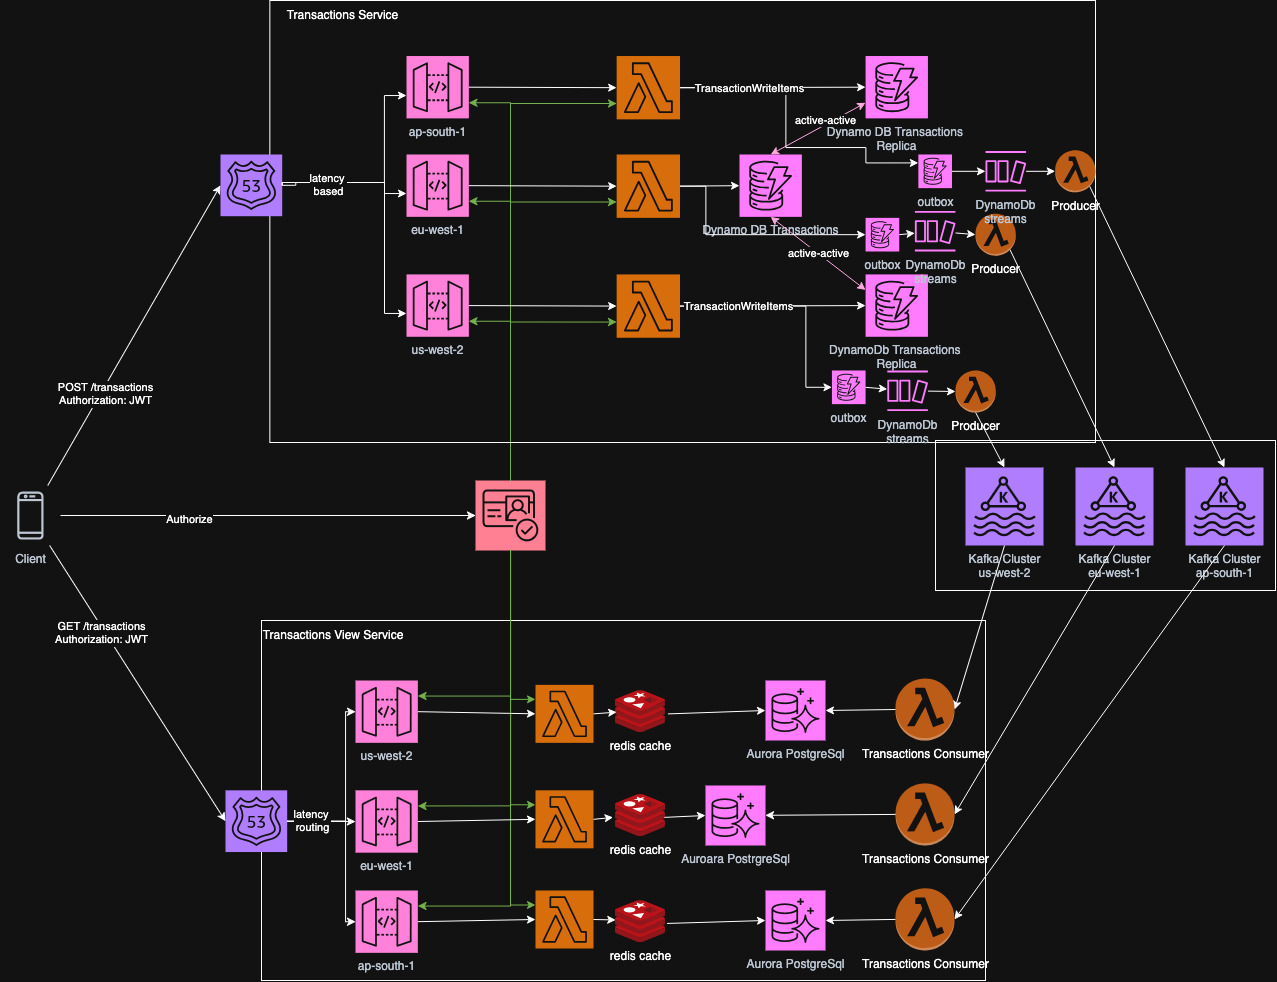 Transactions Service
ap-south-1
TransactionWriteItems
active-active
Dynamo DB Transactions
Replica
53
latency
based
eu-west-1
Dynamo DB Transactions
outbox
DynamoDb
streams
Producer
outbox
DynamoDb
streams
Producer
active-active
us-west-2
TransactionWriteItems
DynamoDb Transactions
Replica
outbox
DynamoDb
streams
Producer
POST /transactions
Authorization: JWT
Client
Authorize
K
Kafka Cluster
us-west-2
K
Kafka Cluster
eu-west-1
K
Kafka Cluster
ap-south-1
GET /transactions
Authorization: JWT
Transactions View Service
us-west-2
redis cache
Aurora PostgreSql
Transactions Consumer
53
latency
routing
eu-west-1
redis cache
Auroara PostrgreSql
Transactions Consumer
ap-south-1
redis cache
Aurora PostgreSql
Transactions Consumer